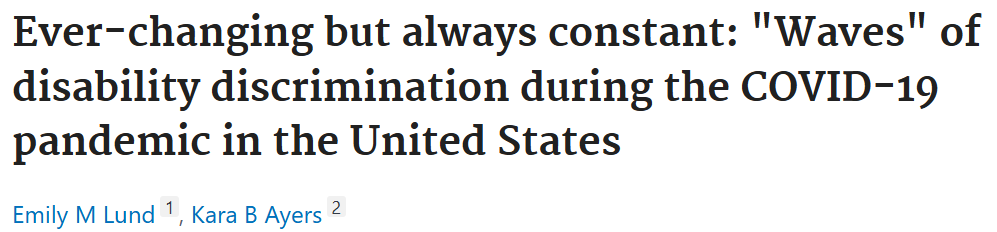 Ever-changing but always constant: "Waves" of
disability discrimination during the COVID-19
pandemic in the United States
Emily M Lund 1, Kara B Ayers 2